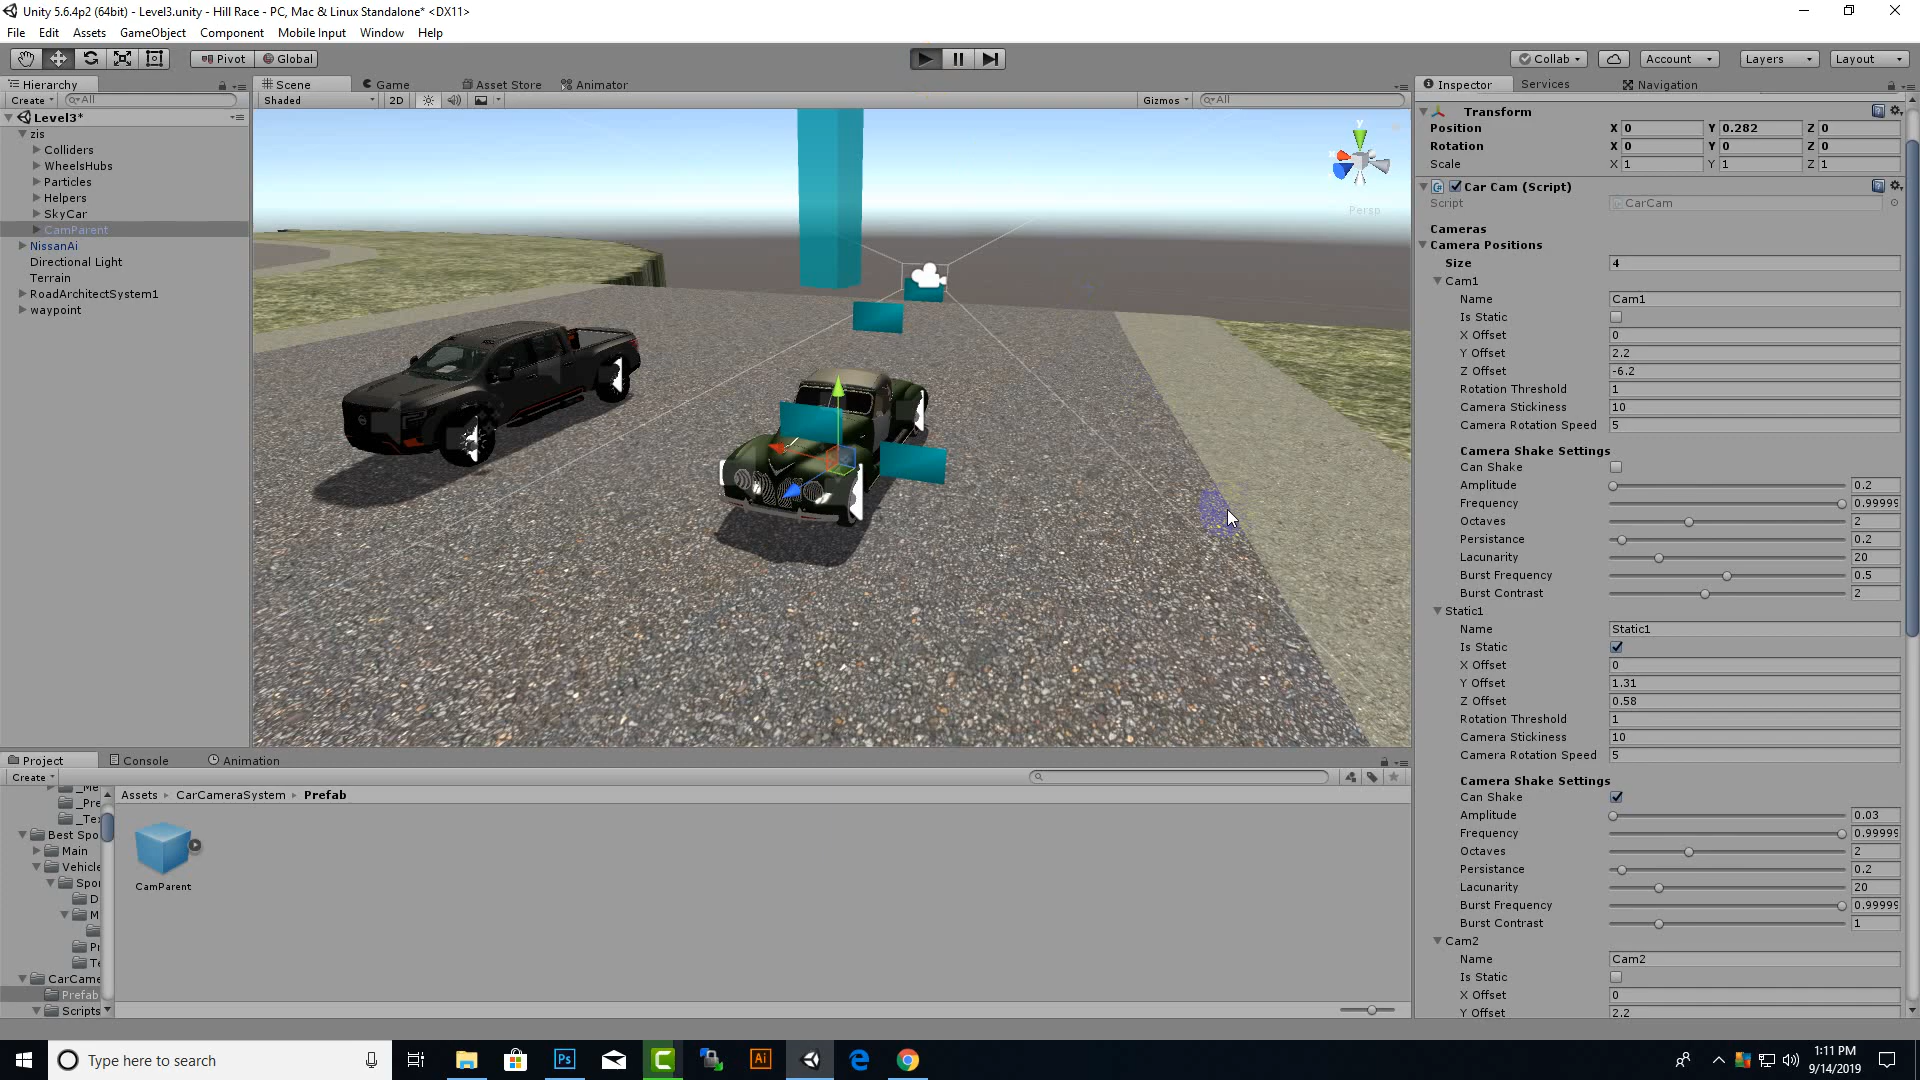 Unity 5.6.4p2 (64bit) - Level3.unity - Hill Race - PC, Mac & Linux Standalone* <DX11>
File Edit Assets GameObject Component Mobile Input Window Help
Pivot Global Collab Account Layers Layout
Hierarchy
Create All
Level3*
zis
Colliders
WheelsHubs
Particles
Helpers
SkyCar
CamParent
NissanAi
Directional Light
Terrain
RoadArchitectSystem1
waypoint
Scene Game Asset Store Animator
Shaded 2D Gizmos All
y
Persp
Inspector Services Navigation
Transform
Position X 0 Y 0.282 Z 0
Rotation X 0 Y 0 Z 0
Scale X 1 Y 1 Z 1
Car Cam (Script)
Script CarCam
Cameras
Camera Positions
Size 4
Cam1
Name Cam1
Is Static
X Offset 0
Y Offset 2.2
Z Offset -6.2
Rotation Threshold 1
Camera Stickiness 10
Camera Rotation Speed 5
Camera Shake Settings
Can Shake
Amplitude 0.2
Frequency 0.99999
Octaves 2
Persistance 0.2
Lacunarity 20
Burst Frequency 0.5
Burst Contrast 2
Static1
Name Static1
Is Static
X Offset 0
Y Offset 1.31
Z Offset 0.58
Rotation Threshold 1
Camera Stickiness 10
Camera Rotation Speed 5
Camera Shake Settings
Can Shake
Amplitude 0.03
Frequency 0.99999
Octaves 2
Persistance 0.2
Lacunarity 20
Burst Frequency 0.99999
Burst Contrast 1
Cam2
Name Cam2
Is Static
X Offset 0
Y Offset 2.2
Project Console Animation
Create
_Me
_Pre
_Tex
Best Spo
Main
Vehicle
Spor
D
M
Pr
Te
CarCame
Prefab
Scripts
Assets CarCameraSystem Prefab
CamParent
Type here to search
Ps
C
Ai
1:11 PM
9/14/2019